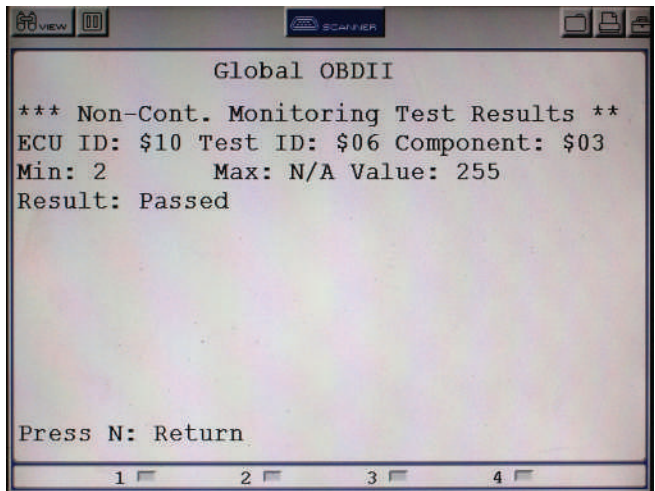 VIEW SCANNER
Global OBDII
*** Non-Cont. Monitoring Test Results **
ECU ID: $10 Test ID: $06 Component: $03
Min: 2 Max: N/A Value: 255
Result: Passed
Press N: Return
1 2 3 4